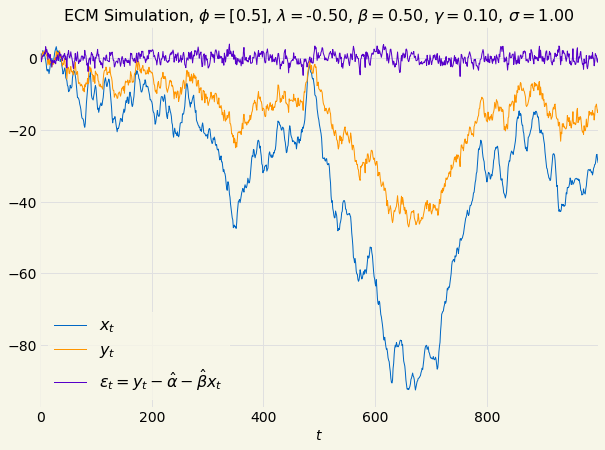 ECM Simulation, ϕ = [0.5], λ = -0.50, β = 0.50, γ = 0.10, σ = 1.00
0
−20
−40
−60
−80
x_t
y_t
ε_t = y_t − α̂ − β̂x_t
0 200 400 600 800
t